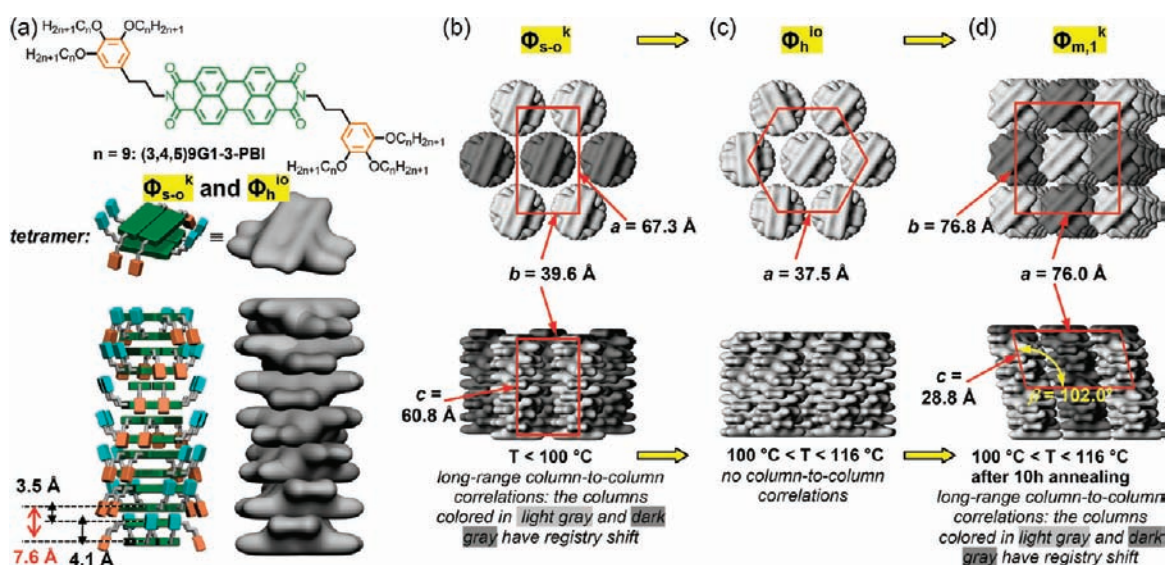 (a)
H2n+1CnO OCnH2n+1
H2n+1CnO
O O
N N
O O
OCnH2n+1
H2n+1CnO OCnH2n+1
n = 9: (3,4,5)9G1-3-PBI
Φs-o^k and Φh^io
tetramer: ≡
3.5 Å
7.6 Å
4.1 Å
(b)
Φs-o^k
a = 67.3 Å
b = 39.6 Å
c =
60.8 Å
T < 100 °C
long-range column-to-column
correlations: the columns
colored in light gray and dark
gray have registry shift
(c)
Φh^io
a = 37.5 Å
100 °C < T < 116 °C
no column-to-column
correlations
(d)
Φm,1^k
b = 76.8 Å
a = 76.0 Å
c =
28.8 Å
= 102.0°
100 °C < T < 116 °C
after 10h annealing
long-range column-to-column
correlations: the columns
colored in light gray and dark
gray have registry shift